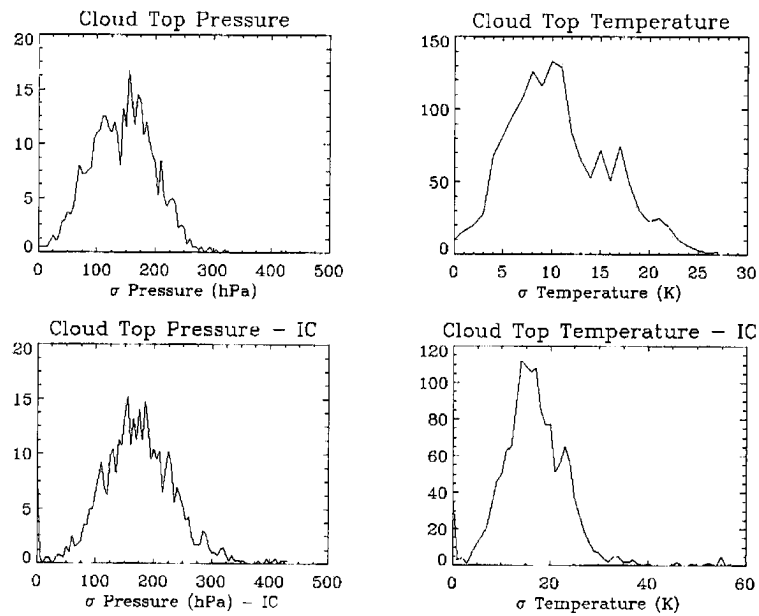 Cloud Top Pressure
20
15
10
5
0
0 100 200 300 400 500
σ Pressure (hPa)
Cloud Top Temperature
150
100
50
0
0 5 10 15 20 25 30
σ Temperature (K)
Cloud Top Pressure - IC
20
15
10
5
0
0 100 200 300 400 500
σ Pressure (hPa) - IC
Cloud Top Temperature - IC
120
100
80
60
40
20
0
0 20 40 60
σ Temperature (K)